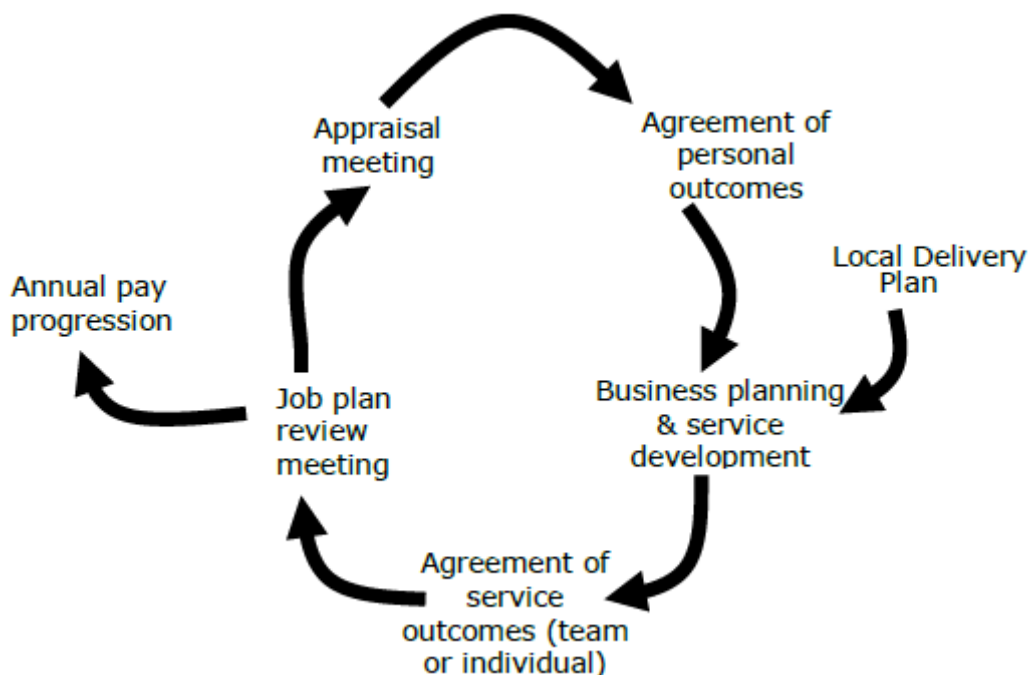 Appraisal
meeting
Agreement of
personal
outcomes
Local Delivery
Plan
Business planning
& service
development
Agreement of
service
outcomes (team
or individual)
Job plan
review
meeting
Annual pay
progression